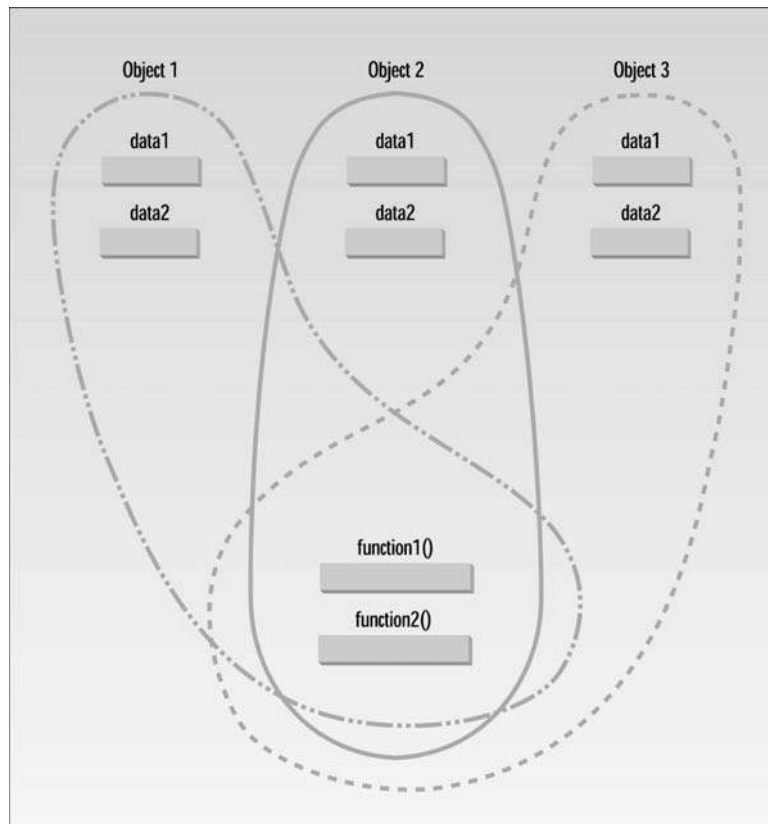 Object 1 Object 2 Object 3
data1 data1 data1
data2 data2 data2
function1()
function2()